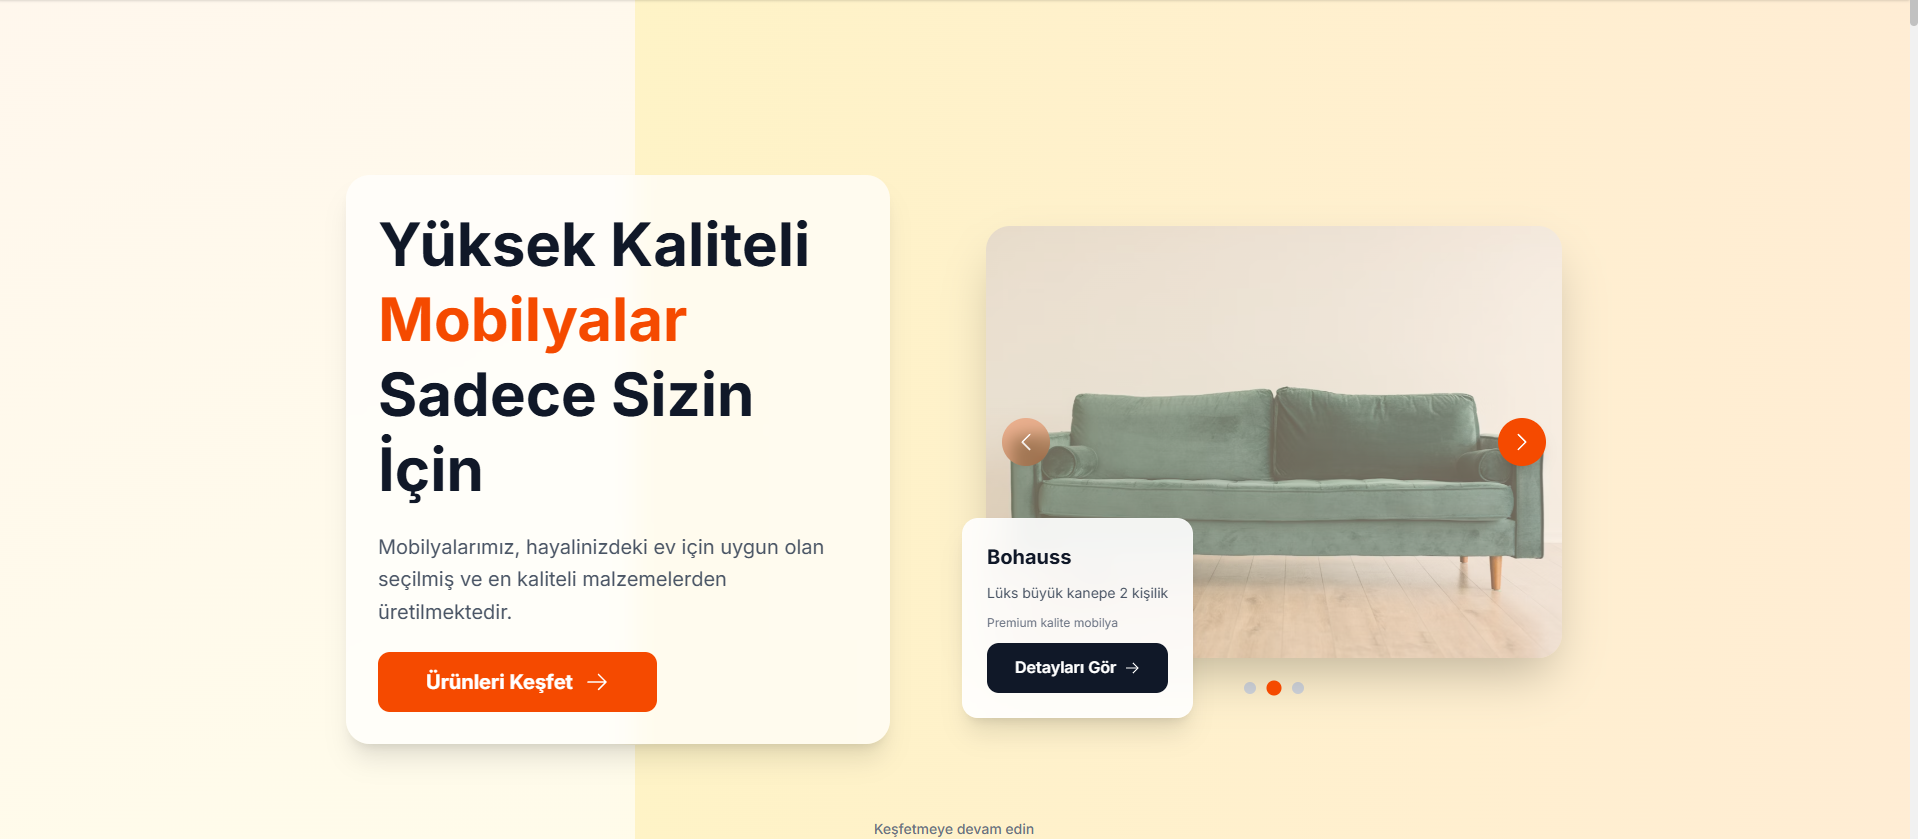 Yüksek Kaliteli
Mobilyalar
Sadece Sizin
İçin
Mobilyalarımız, hayalinizdeki ev için uygun olan
seçilmiş ve en kaliteli malzemelerden
üretilmektedir.
Ürünleri Keşfet
Bohauss
Lüks büyük kanepe 2 kişilik
Premium kalite mobilya
Detayları Gör
Keşfetmeye devam edin